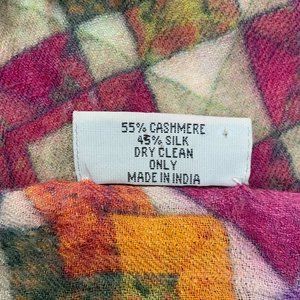 55% CASHMERE
45% SILK
DRY CLEAN
ONLY
MADE IN INDIA